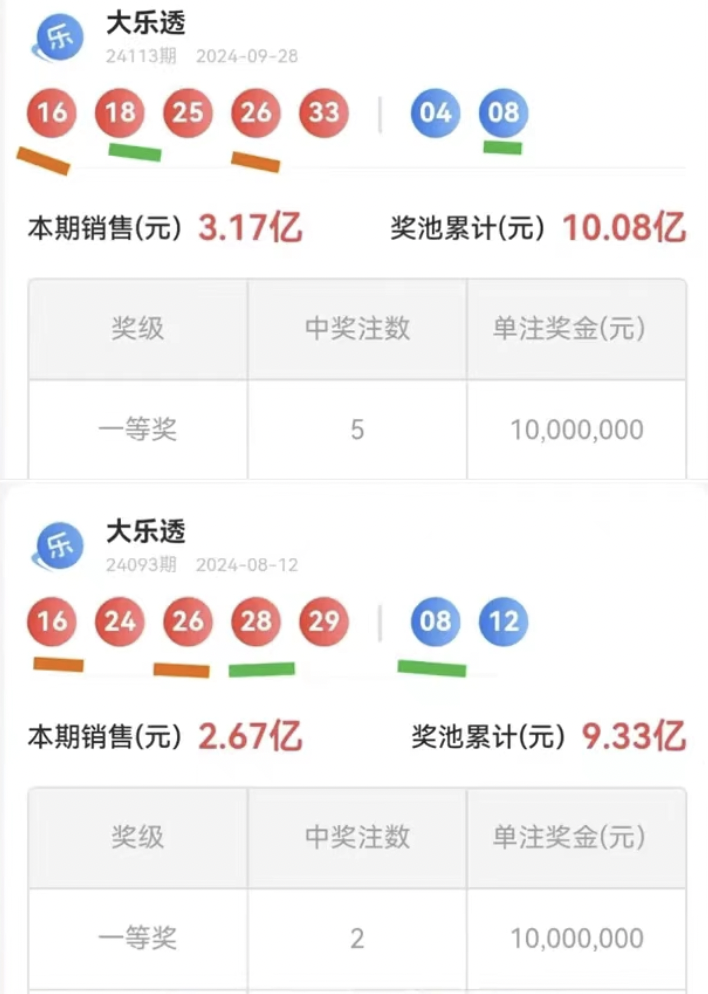 乐
大乐透
24113期 2024-09-28
16 18 25 26 33 04 08
本期销售(元) 3.17亿 奖池累计(元) 10.08亿
奖级 中奖注数 单注奖金(元)
一等奖 5 10,000,000
乐
大乐透
24093期 2024-08-12
16 24 26 28 29 08 12
本期销售(元) 2.67亿 奖池累计(元) 9.33亿
奖级 中奖注数 单注奖金(元)
一等奖 2 10,000,000